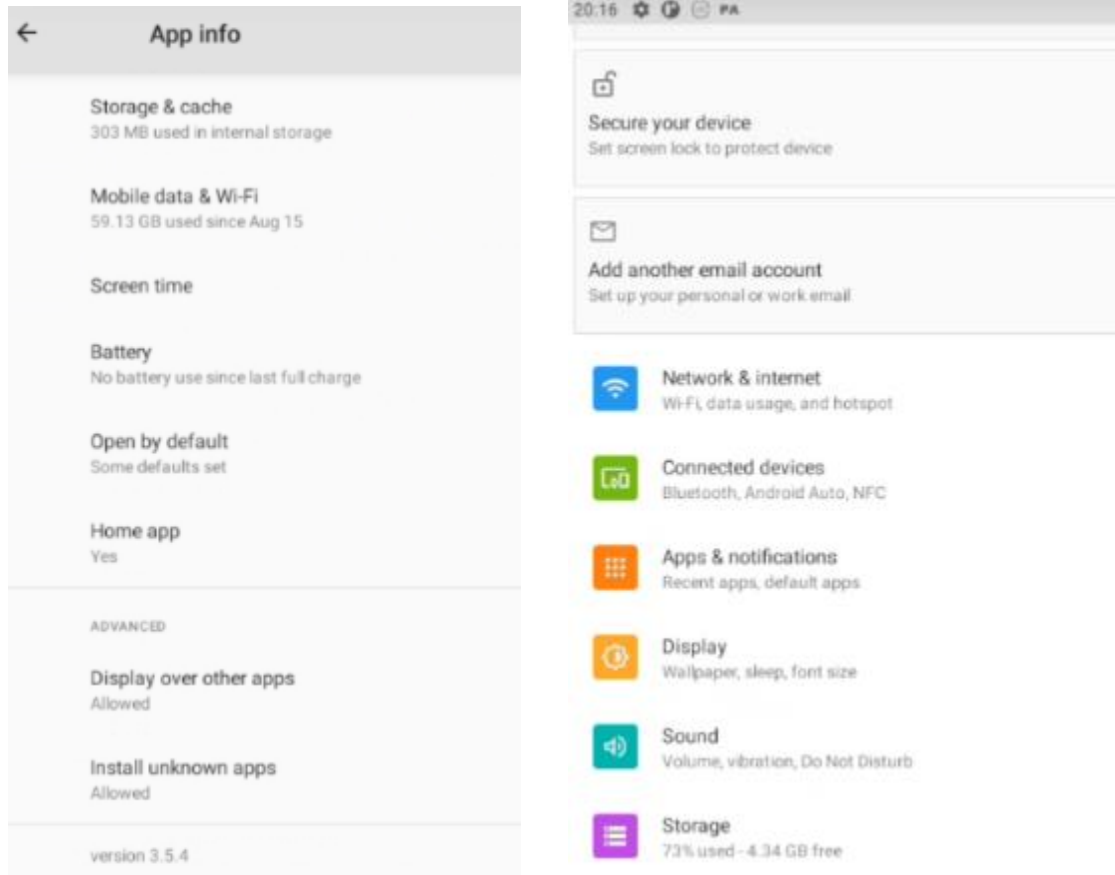 App info
Storage & cache
303 MB used in internal storage
Mobile data & Wi-Fi
59.13 GB used since Aug 15
Screen time
Battery
No battery use since last full charge
Open by default
Some defaults set
Home app
Yes
ADVANCED
Display over other apps
Allowed
Install unknown apps
Allowed
version 3.5.4
20:16 PA
Secure your device
Set screen lock to protect device
Add another email account
Set up your personal or work email
Network & internet
Wi-Fi, data usage, and hotspot
Connected devices
Bluetooth, Android Auto, NFC
Apps & notifications
Recent apps, default apps
Display
Wallpaper, sleep, font size
Sound
Volume, vibration, Do Not Disturb
Storage
73% used - 4.34 GB free